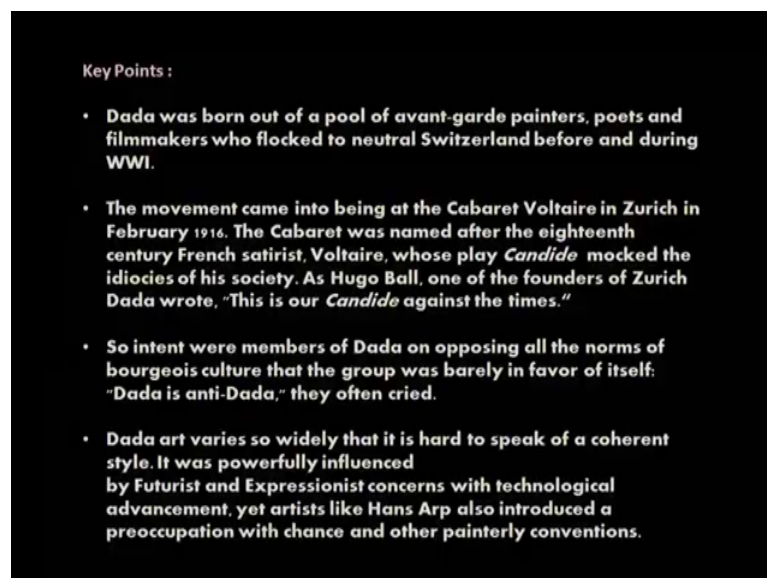 Key Points :
• Dada was born out of a pool of avant-garde painters, poets and
filmmakers who flocked to neutral Switzerland before and during
WWI.
• The movement came into being at the Cabaret Voltaire in Zurich in
February 1916. The Cabaret was named after the eighteenth
century French satirist, Voltaire, whose play Candide mocked the
idiocies of his society. As Hugo Ball, one of the founders of Zurich
Dada wrote, "This is our Candide against the times."
• So intent were members of Dada on opposing all the norms of
bourgeois culture that the group was barely in favor of itself:
"Dada is anti-Dada," they often cried.
• Dada art varies so widely that it is hard to speak of a coherent
style. It was powerfully influenced
by Futurist and Expressionist concerns with technological
advancement, yet artists like Hans Arp also introduced a
preoccupation with chance and other painterly conventions.